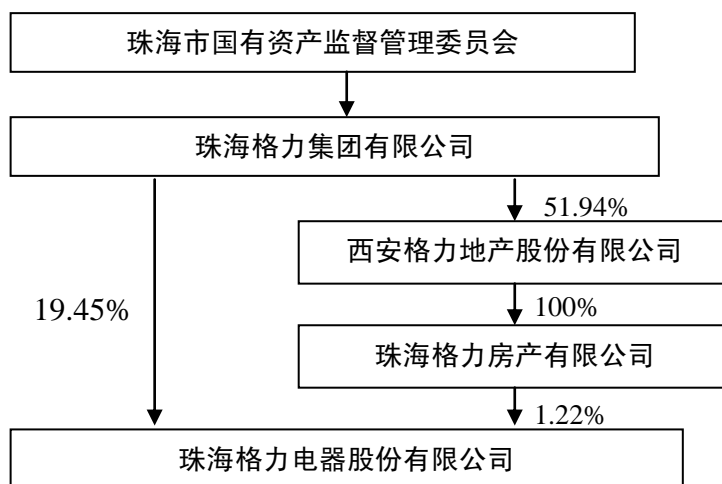 珠海市国有资产监督管理委员会
珠海格力集团有限公司
51.94%
西安格力地产股份有限公司
19.45%
100%
珠海格力房产有限公司
1.22%
珠海格力电器股份有限公司